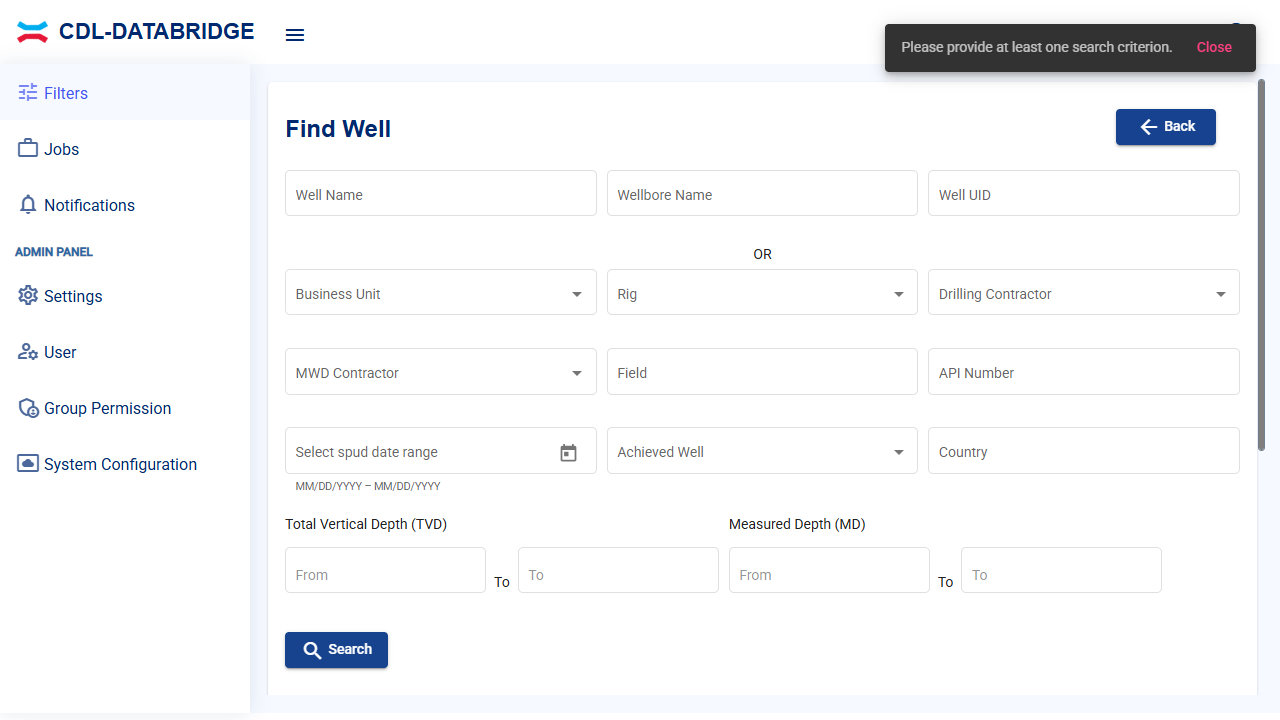 CDL-DATABRIDGE
Please provide at least one search criterion. Close
Filters
Jobs
Notifications
ADMIN PANEL
Settings
User
Group Permission
System Configuration
Find Well
Back
Well Name Wellbore Name Well UID
OR
Business Unit Rig Drilling Contractor
MWD Contractor Field API Number
Select spud date range Achieved Well Country
MM/DD/YYYY – MM/DD/YYYY
Total Vertical Depth (TVD) Measured Depth (MD)
From To To From To To
Search